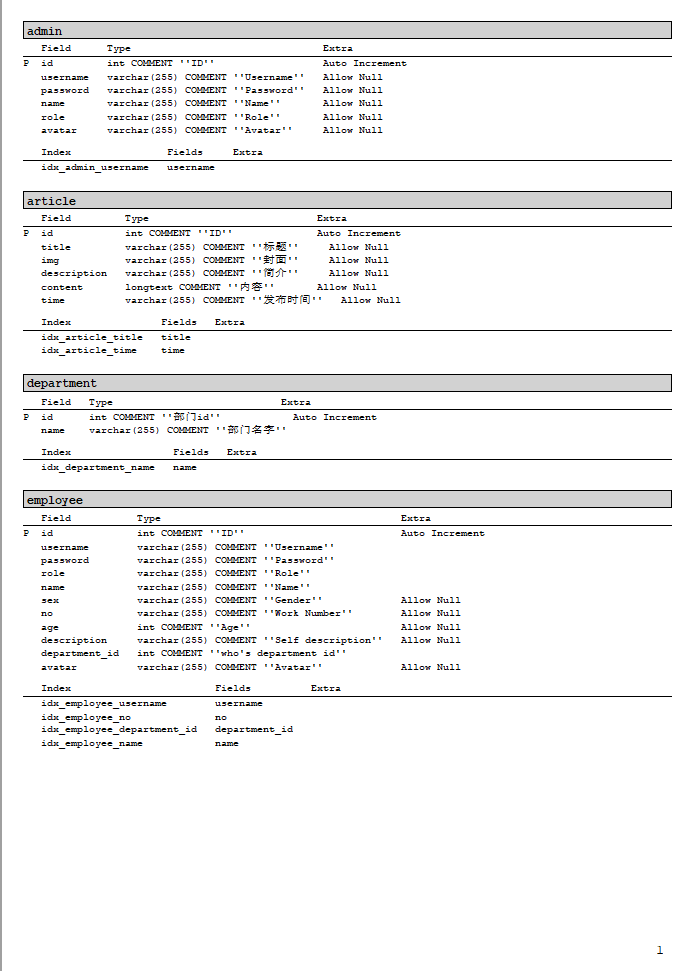 admin
Field Type Extra
P id int COMMENT ''ID'' Auto Increment
username varchar(255) COMMENT ''Username'' Allow Null
password varchar(255) COMMENT ''Password'' Allow Null
name varchar(255) COMMENT ''Name'' Allow Null
role varchar(255) COMMENT ''Role'' Allow Null
avatar varchar(255) COMMENT ''Avatar'' Allow Null
Index Fields Extra
idx_admin_username username
article
Field Type Extra
P id int COMMENT ''ID'' Auto Increment
title varchar(255) COMMENT ''标题'' Allow Null
img varchar(255) COMMENT ''封面'' Allow Null
description varchar(255) COMMENT ''简介'' Allow Null
content longtext COMMENT ''内容'' Allow Null
time varchar(255) COMMENT ''发布时间'' Allow Null
Index Fields Extra
idx_article_title title
idx_article_time time
department
Field Type Extra
P id int COMMENT ''部门id'' Auto Increment
name varchar(255) COMMENT ''部门名字''
Index Fields Extra
idx_department_name name
employee
Field Type Extra
P id int COMMENT ''ID'' Auto Increment
username varchar(255) COMMENT ''Username''
password varchar(255) COMMENT ''Password''
role varchar(255) COMMENT ''Role''
name varchar(255) COMMENT ''Name''
sex varchar(255) COMMENT ''Gender'' Allow Null
no varchar(255) COMMENT ''Work Number'' Allow Null
age int COMMENT ''Age'' Allow Null
description varchar(255) COMMENT ''Self description'' Allow Null
department_id int COMMENT ''who's department id''
avatar varchar(255) COMMENT ''Avatar'' Allow Null
Index Fields Extra
idx_employee_username username
idx_employee_no no
idx_employee_department_id department_id
idx_employee_name name
1